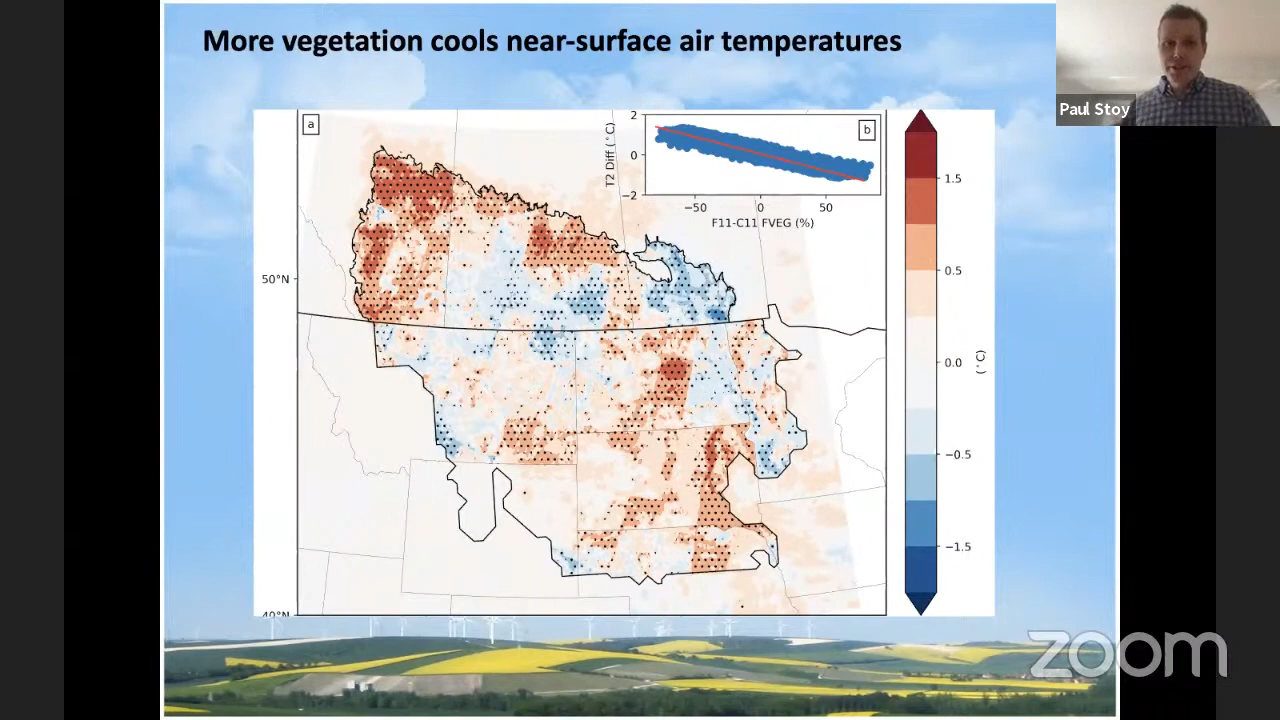 More vegetation cools near-surface air temperatures
Paul Stoy
a
b
2
0
−2
T2 Diff (°C)
−50
0
50
F11-C11 FVEG (%)
50°N
40°N
1.5
0.5
0.0
−0.5
−1.5
(°C)
zoom